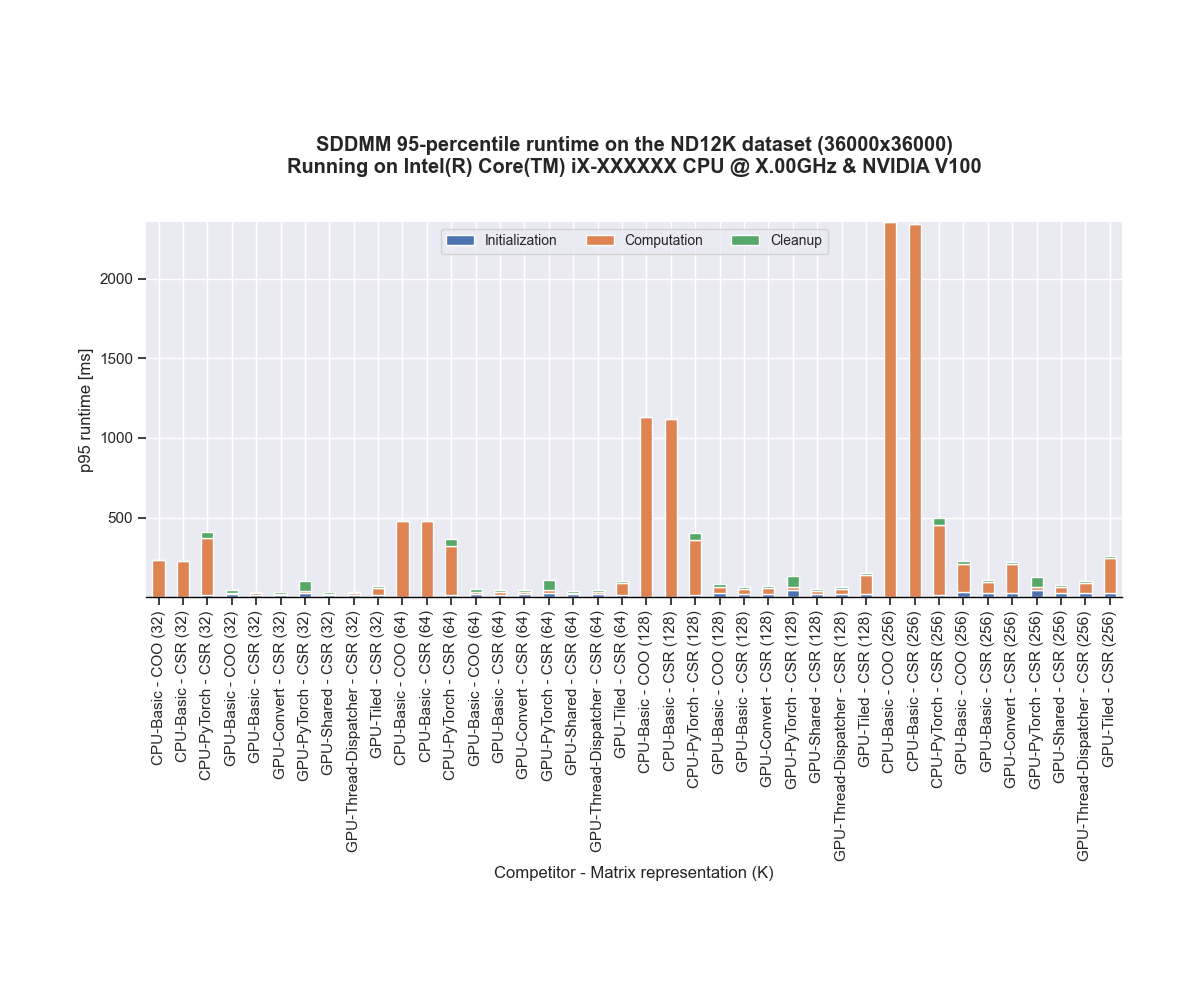 SDDMM 95-percentile runtime on the ND12K dataset (36000x36000)
Running on Intel(R) Core(TM) iX-XXXXXX CPU @ X.00GHz & NVIDIA V100
Initialization
Computation
Cleanup
p95 runtime [ms]
2000
1500
1000
500
CPU-Basic - COO (32)
CPU-Basic - CSR (32)
CPU-PyTorch - CSR (32)
GPU-Basic - COO (32)
GPU-Basic - CSR (32)
GPU-Convert - CSR (32)
GPU-PyTorch - CSR (32)
GPU-Shared - CSR (32)
GPU-Thread-Dispatcher - CSR (32)
GPU-Tiled - CSR (32)
CPU-Basic - COO (64)
CPU-Basic - CSR (64)
CPU-PyTorch - CSR (64)
GPU-Basic - COO (64)
GPU-Basic - CSR (64)
GPU-Convert - CSR (64)
GPU-PyTorch - CSR (64)
GPU-Shared - CSR (64)
GPU-Thread-Dispatcher - CSR (64)
GPU-Tiled - CSR (64)
CPU-Basic - COO (128)
CPU-Basic - CSR (128)
CPU-PyTorch - CSR (128)
GPU-Basic - COO (128)
GPU-Basic - CSR (128)
GPU-Convert - CSR (128)
GPU-PyTorch - CSR (128)
GPU-Shared - CSR (128)
GPU-Thread-Dispatcher - CSR (128)
GPU-Tiled - CSR (128)
CPU-Basic - COO (256)
CPU-Basic - CSR (256)
CPU-PyTorch - CSR (256)
GPU-Basic - COO (256)
GPU-Basic - CSR (256)
GPU-Convert - CSR (256)
GPU-PyTorch - CSR (256)
GPU-Shared - CSR (256)
GPU-Thread-Dispatcher - CSR (256)
GPU-Tiled - CSR (256)
Competitor - Matrix representation (K)